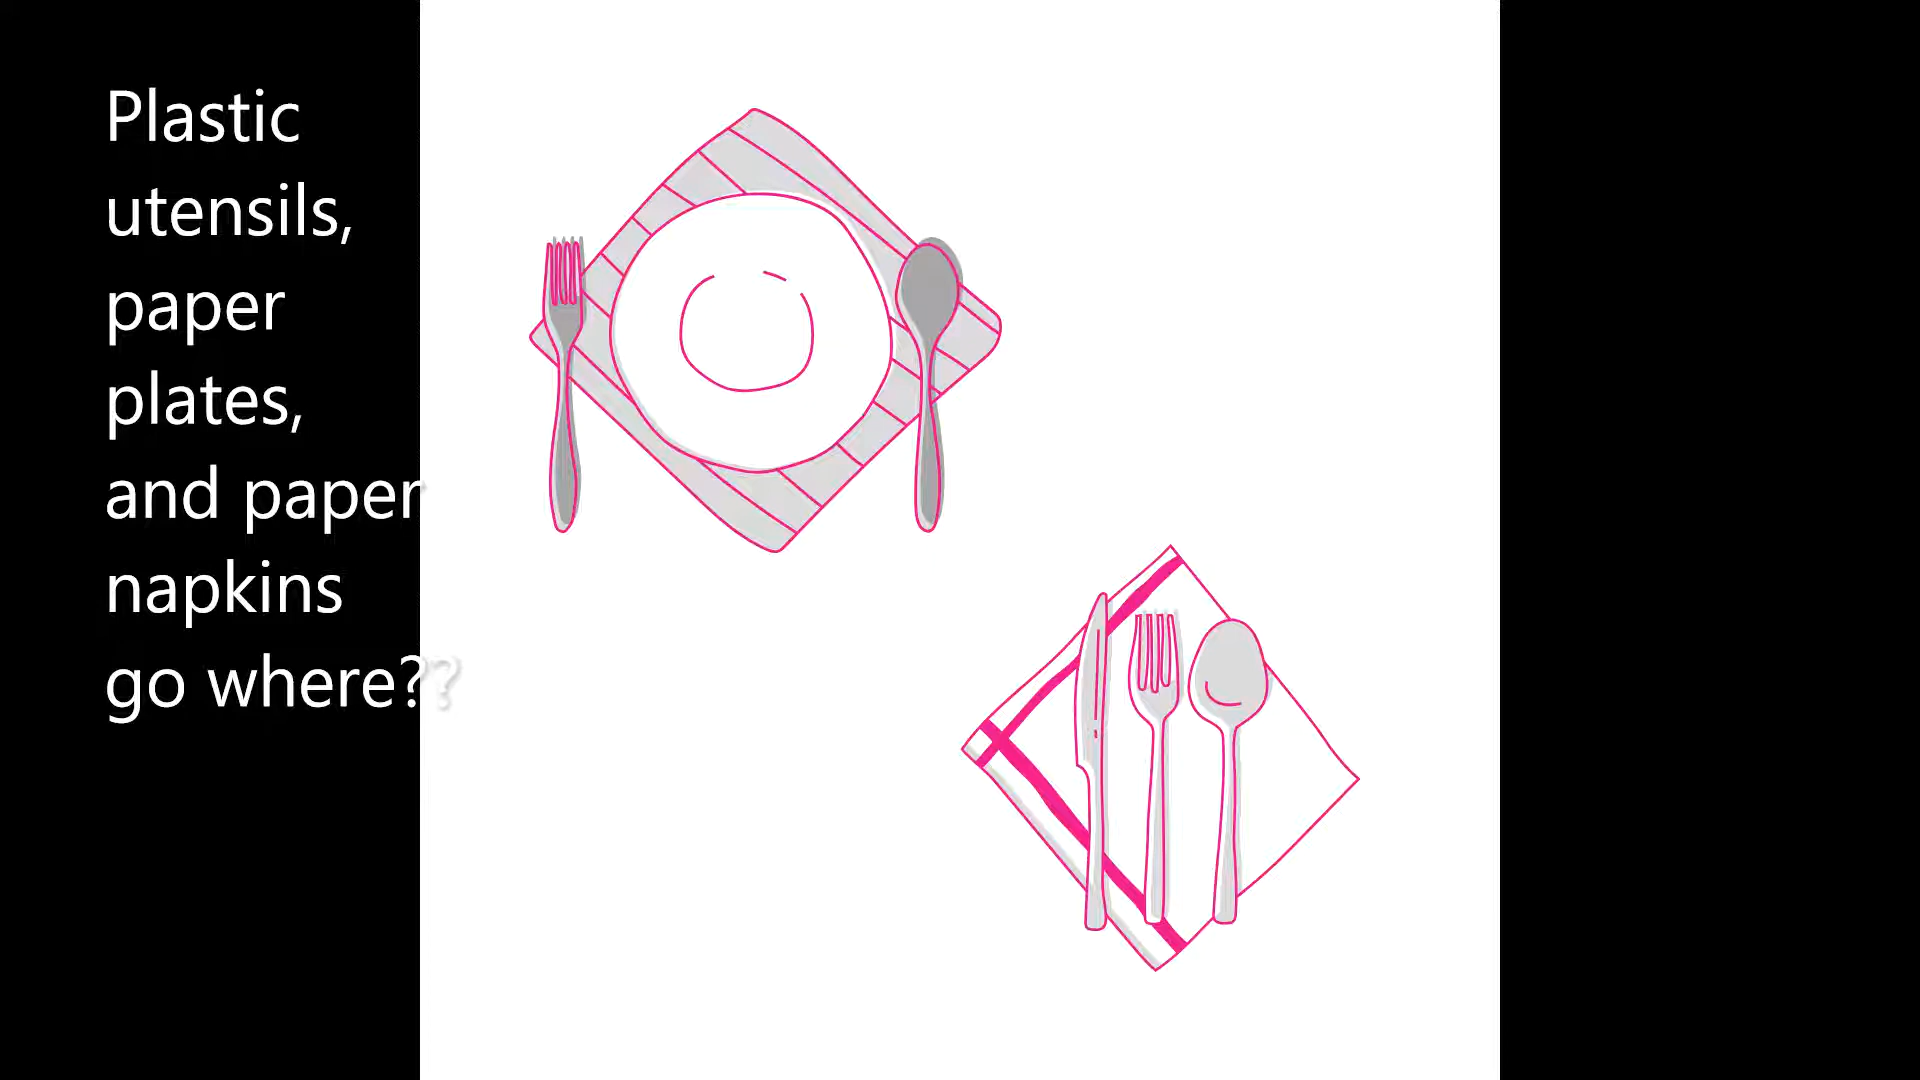 Plastic
utensils,
paper
plates,
and paper
napkins
go where??